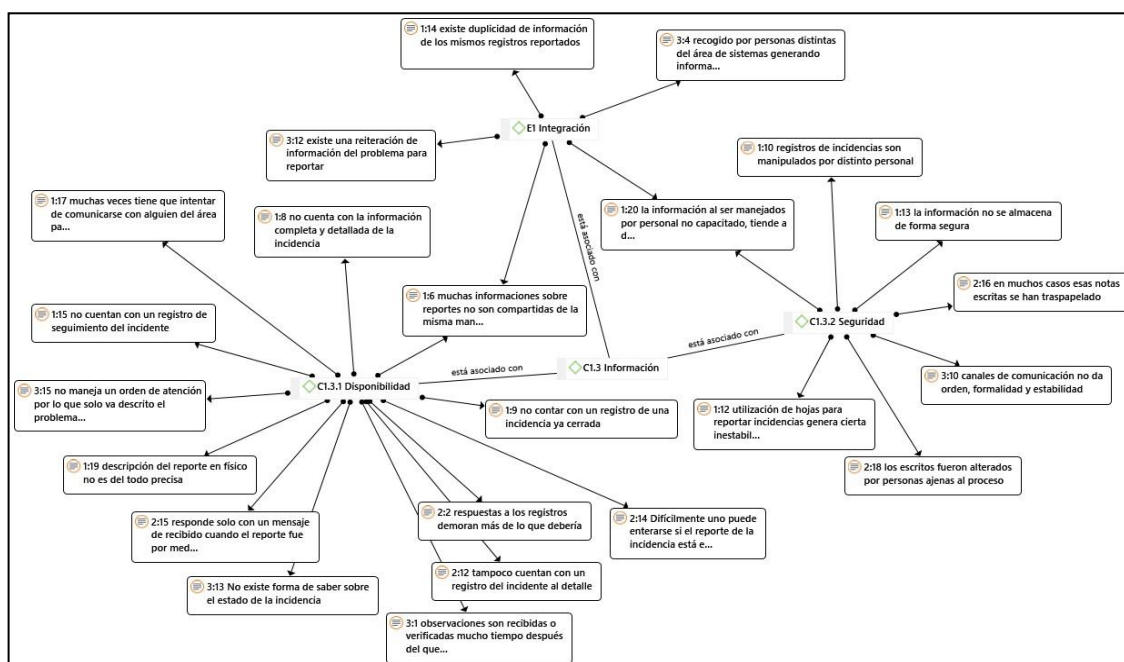 1:14 existe duplicidad de información
de los mismos registros reportados
3:4 recogido por personas distintas
del área de sistemas generando
informa...
E1 Integración
3:12 existe una reiteración de
información del problema para
reportar
1:10 registros de incidencias son
manipulados por distinto personal
1:17 muchas veces tiene que intentar
de comunicarse con alguien del área
pa...
1:8 no cuenta con la información
completa y detallada de la
incidencia
está asociado con
1:20 la información al ser manejados
por personal no capacitado, tiende a
d...
1:13 la información no se almacena
de forma segura
2:16 en muchos casos esas notas
escritas se han traspapelado
1:15 no cuentan con un registro de
seguimiento del incidente
1:6 muchas informaciones sobre
reportes no son compartidas de la
misma man...
C1.3.2 Seguridad
está asociado con
C1.3 Información
está asociado con
C1.3.1 Disponibilidad
3:15 no maneja un orden de atención
por lo que solo va descrito el
problema...
3:10 canales de comunicación no da
orden, formalidad y estabilidad
1:9 no contar con un registro de una
incidencia ya cerrada
1:12 utilización de hojas para
reportar incidencias genera cierta
inestabil...
1:19 descripción del reporte en físico
no es del todo precisa
2:18 los escritos fueron alterados
por personas ajenas al proceso
2:15 responde solo con un mensaje
de recibido cuando el reporte fue
por med...
2:2 respuestas a los registros
demoran más de lo que debería
2:14 Difícilmente uno puede
enterarse si el reporte de la
incidencia está e...
3:13 No existe forma de saber sobre
el estado de la incidencia
2:12 tampoco cuentan con un
registro del incidente al detalle
3:1 observaciones son recibidas o
verificadas mucho tiempo después
del que...